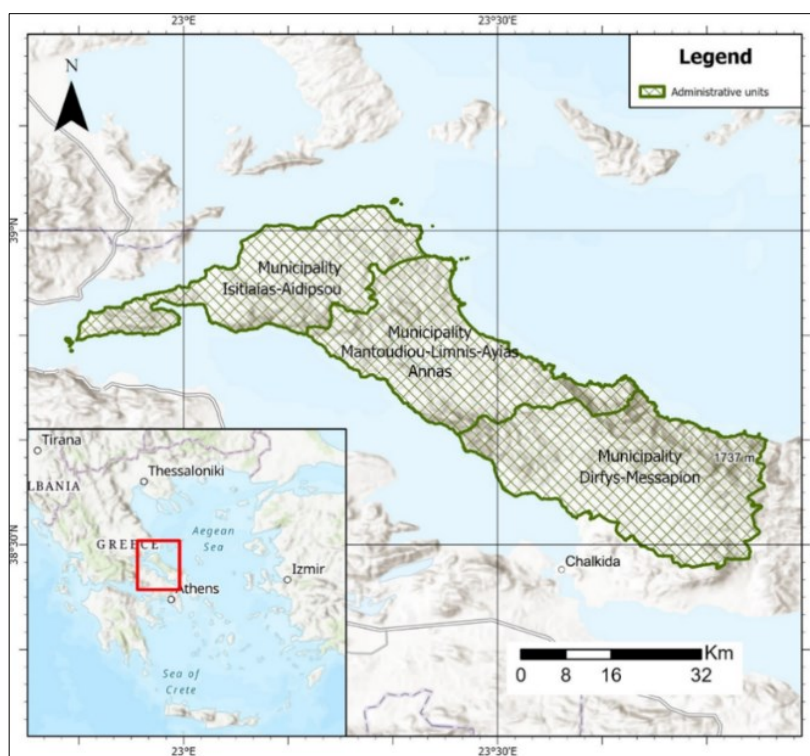 23°E
23°30'E
N
Legend
Administrative units
39°N
Municipality
Isitiaias-Aidipsou
Municipality
Mantoudiou-Limnis-Ayias
Annas
Municipality
Dirfys-Messapion
1737 m
38°30'N
Chalkida
Km
0 8 16 32
Tirana
LBANIA
Thessaloniki
GREECE
Aegean
Sea
Izmir
Athens
Sea of
Crete
23°E
23°30'E